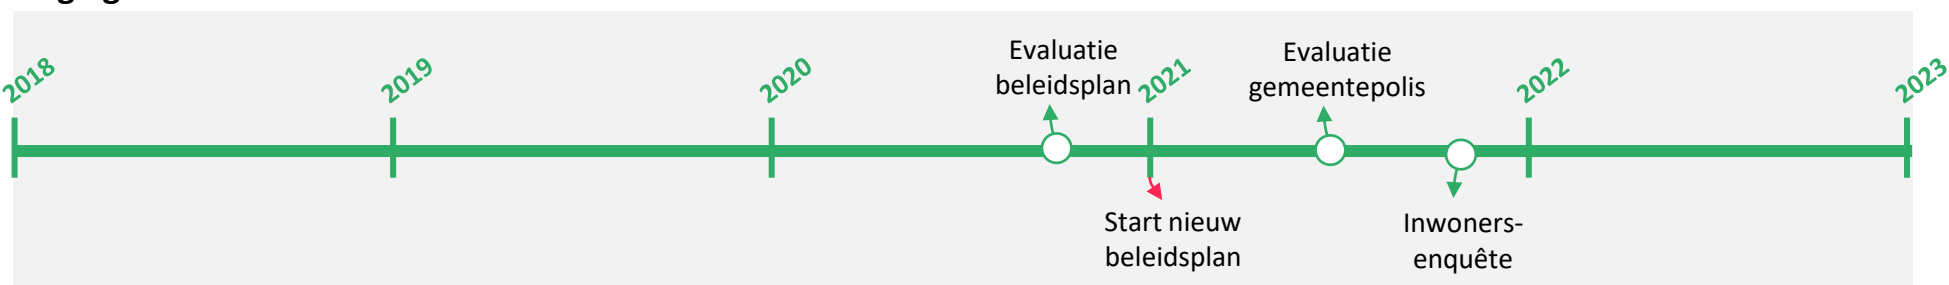 2018
2019
2020
Evaluatie
beleidsplan
2021
Evaluatie
gemeentepolis
2022
2023
Start nieuw
beleidsplan
Inwoners-
enquête